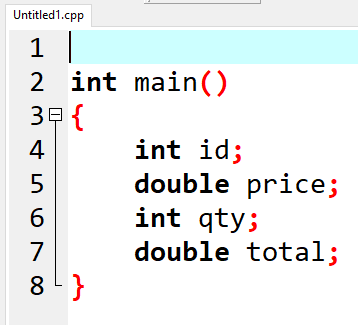 Untitled1.cpp
1
2 int main()
3 {
4     int id;
5     double price;
6     int qty;
7     double total;
8 }